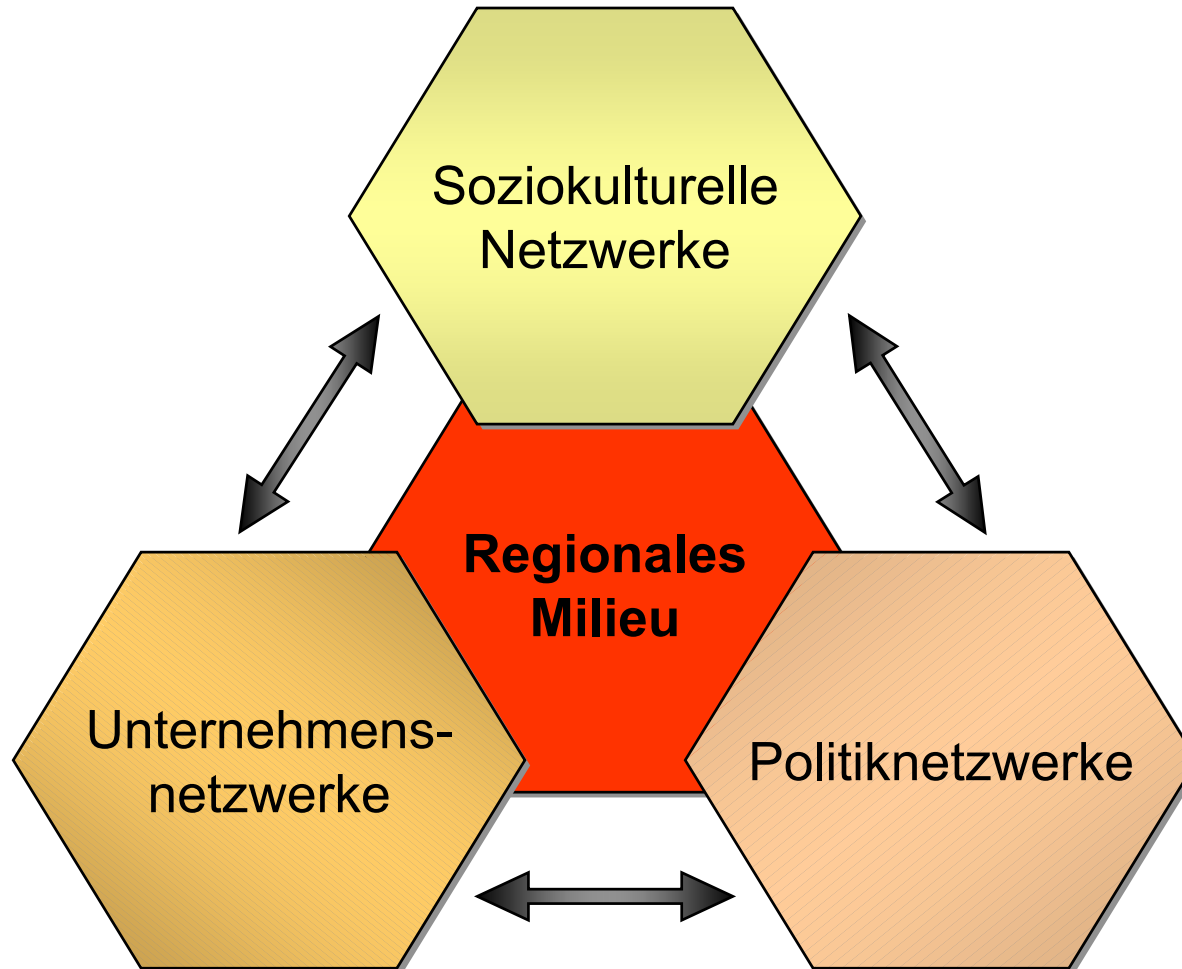 Soziokulturelle
Netzwerke
Regionales
Milieu
Unternehmens-
netzwerke
Politiknetzwerke